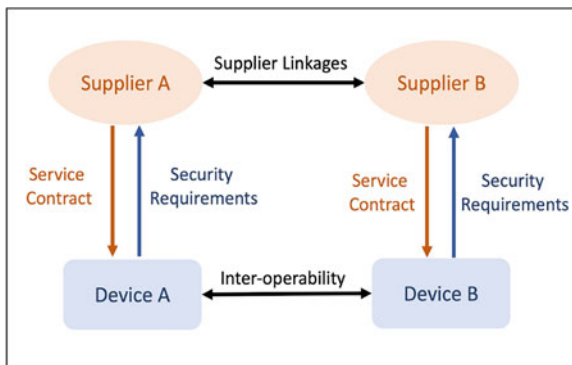 Supplier Linkages
Supplier A
Supplier B
Service
Contract
Security
Requirements
Service
Contract
Security
Requirements
Inter-operability
Device A
Device B